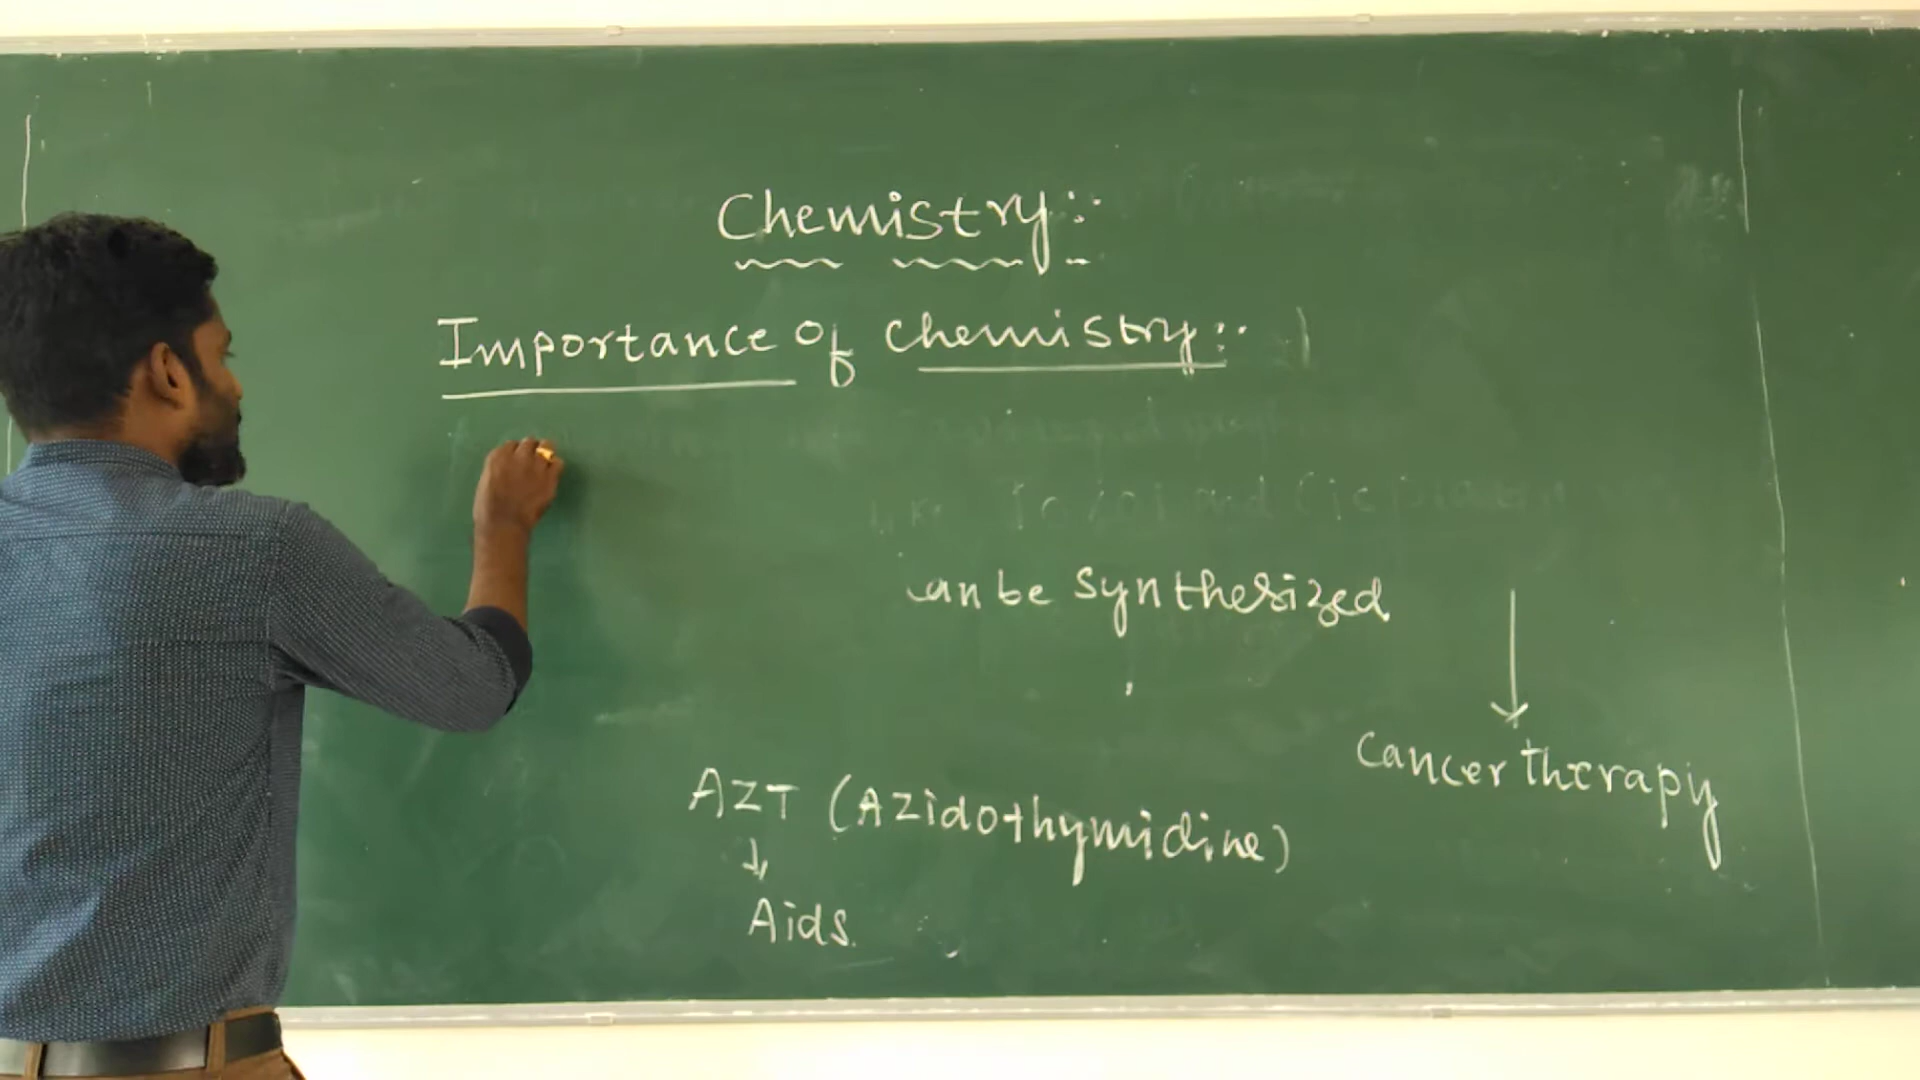 Chemistry:-
Importance of chemistry:-
can be synthesized
Cancer therapy
AZT (Azidothymidine)
↓
Aids.